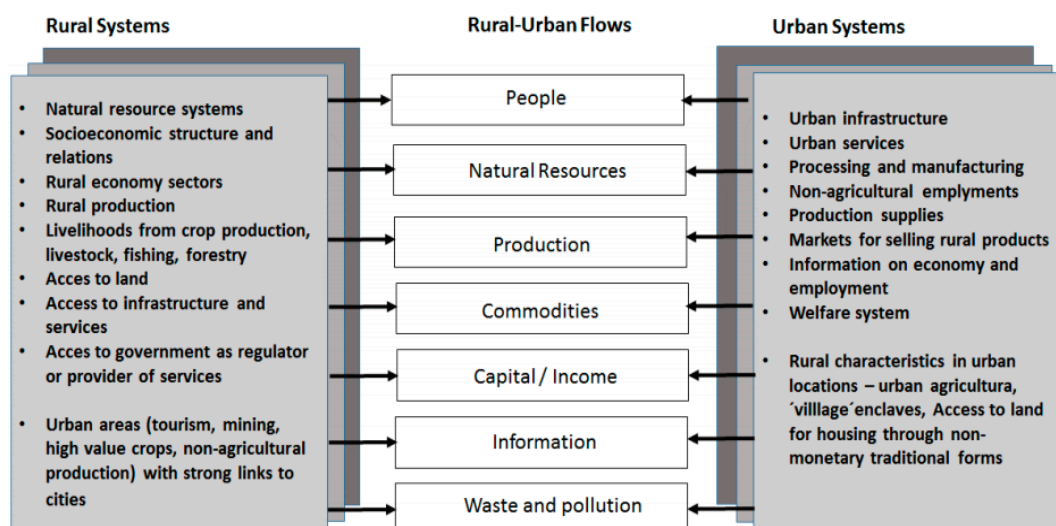 Rural Systems
Rural-Urban Flows
Urban Systems
• Natural resource systems
• Socioeconomic structure and
relations
• Rural economy sectors
• Rural production
• Livelihoods from crop production,
livestock, fishing, forestry
• Acces to land
• Access to infrastructure and
services
• Acces to government as regulator
or provider of services
• Urban areas (tourism, mining,
high value crops, non-agricultural
production) with strong links to
cities
People
Natural Resources
Production
Commodities
Capital / Income
Information
Waste and pollution
• Urban infrastructure
• Urban services
• Processing and manufacturing
• Non-agricultural emplyments
• Production supplies
• Markets for selling rural products
• Information on economy and
employment
• Welfare system
• Rural characteristics in urban
locations – urban agricultura,
´villlage´enclaves, Access to land
for housing through non-
monetary traditional forms